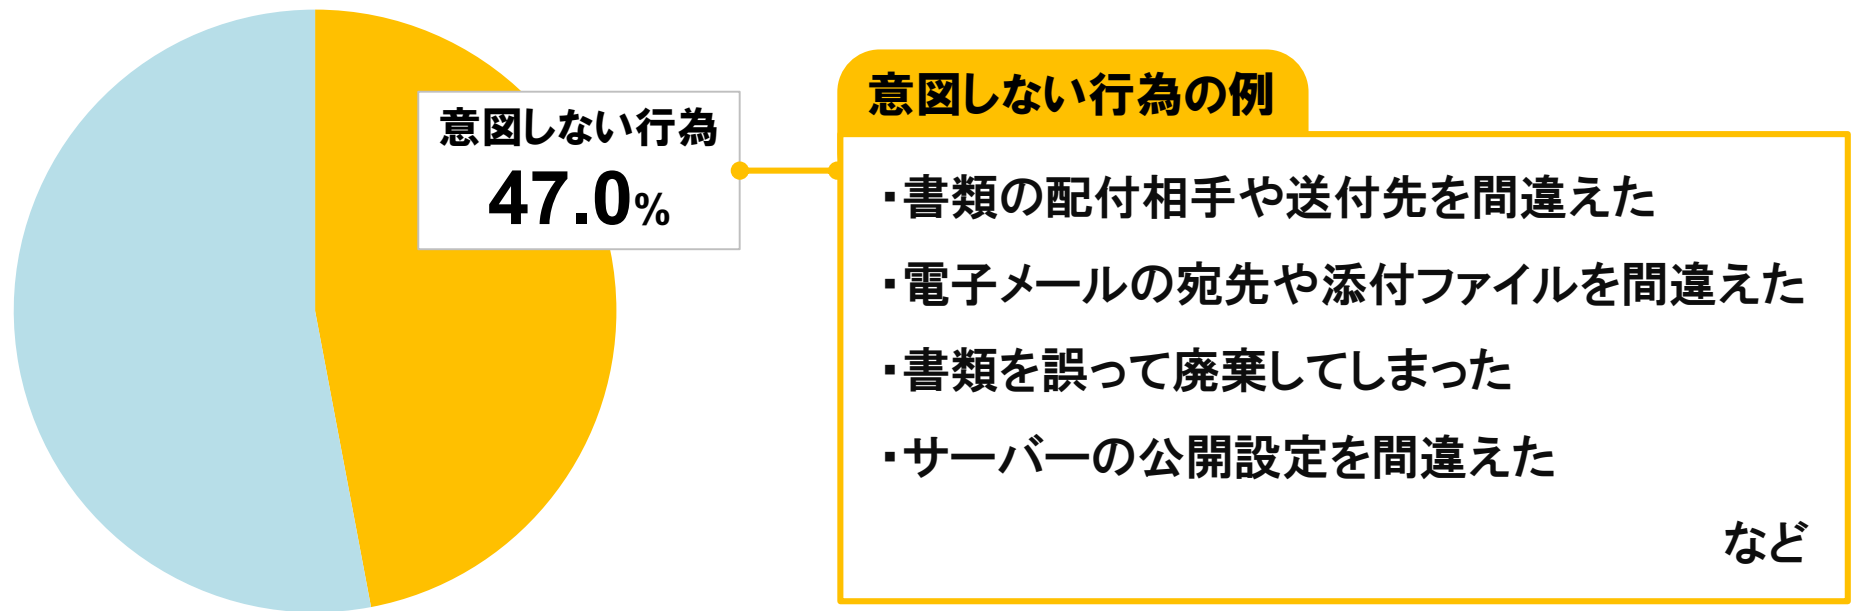 意図しない行為
47.0%
意図しない行為の例
・書類の配付相手や送付先を間違えた
・電子メールの宛先や添付ファイルを間違えた
・書類を誤って廃棄してしまった
・サーバーの公開設定を間違えた
など